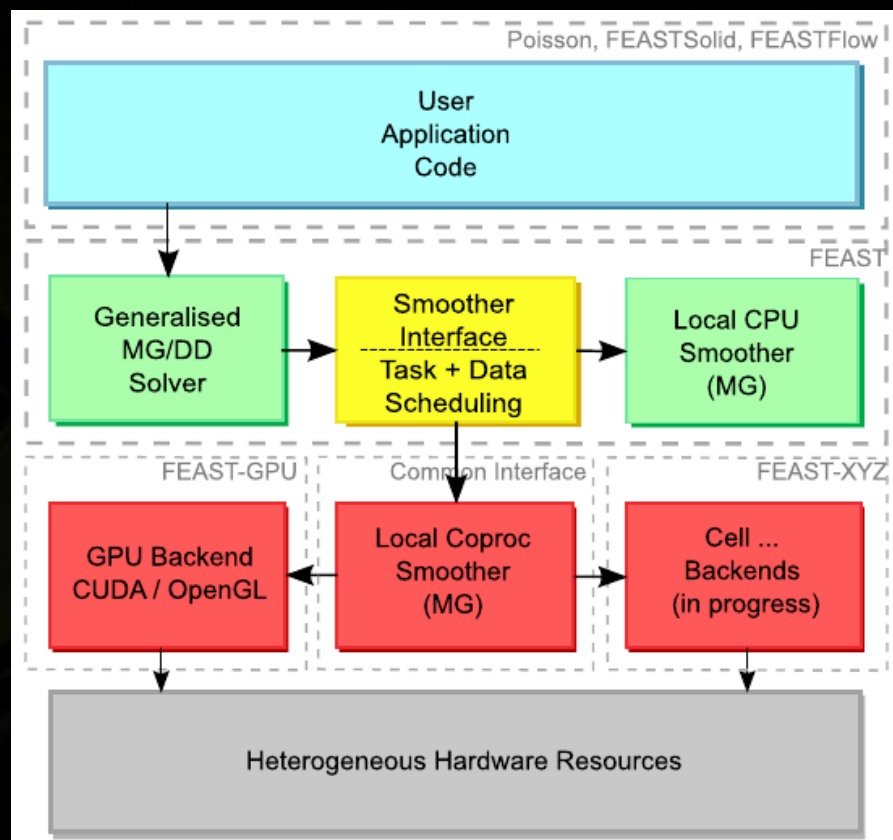 Poisson, FEASTSolid, FEASTFlow
User
Application
Code
FEAST
Generalised
MG/DD
Solver
Smoother
Interface
Task + Data
Scheduling
Local CPU
Smoother
(MG)
FEAST-GPU
GPU Backend
CUDA / OpenGL
Common Interface
Local Coproc
Smoother
(MG)
FEAST-XYZ
Cell ...
Backends
(in progress)
Heterogeneous Hardware Resources